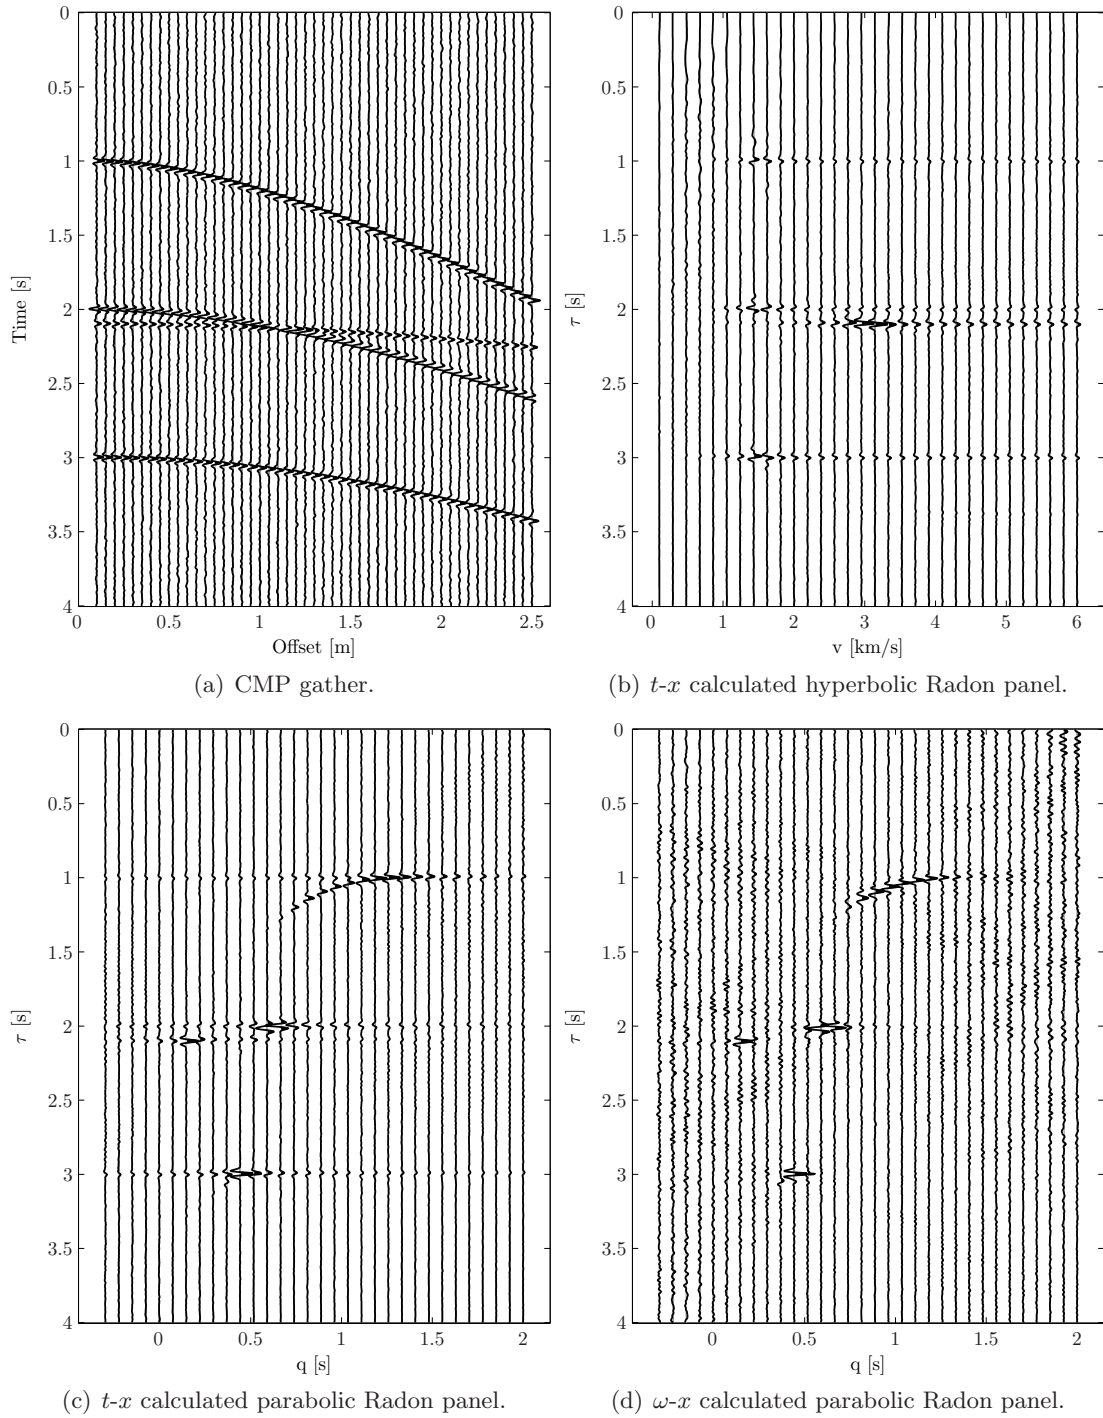 0
0.5
1
1.5
2
2.5
3
3.5
4
Time [s]
0 0.5 1 1.5 2 2.5
Offset [m]
(a) CMP gather.
0
0.5
1
1.5
2
2.5
3
3.5
4
τ [s]
0 1 2 3 4 5 6
v [km/s]
(b) t-x calculated hyperbolic Radon panel.
0
0.5
1
1.5
2
2.5
3
3.5
4
τ [s]
0 0.5 1 1.5 2
q [s]
(c) t-x calculated parabolic Radon panel.
0
0.5
1
1.5
2
2.5
3
3.5
4
τ [s]
0 0.5 1 1.5 2
q [s]
(d) ω-x calculated parabolic Radon panel.